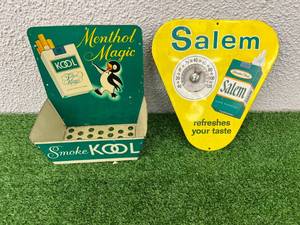 Menthol
Magic
KOOL
Smoke KOOL
Salem
Salem
refreshes
your taste